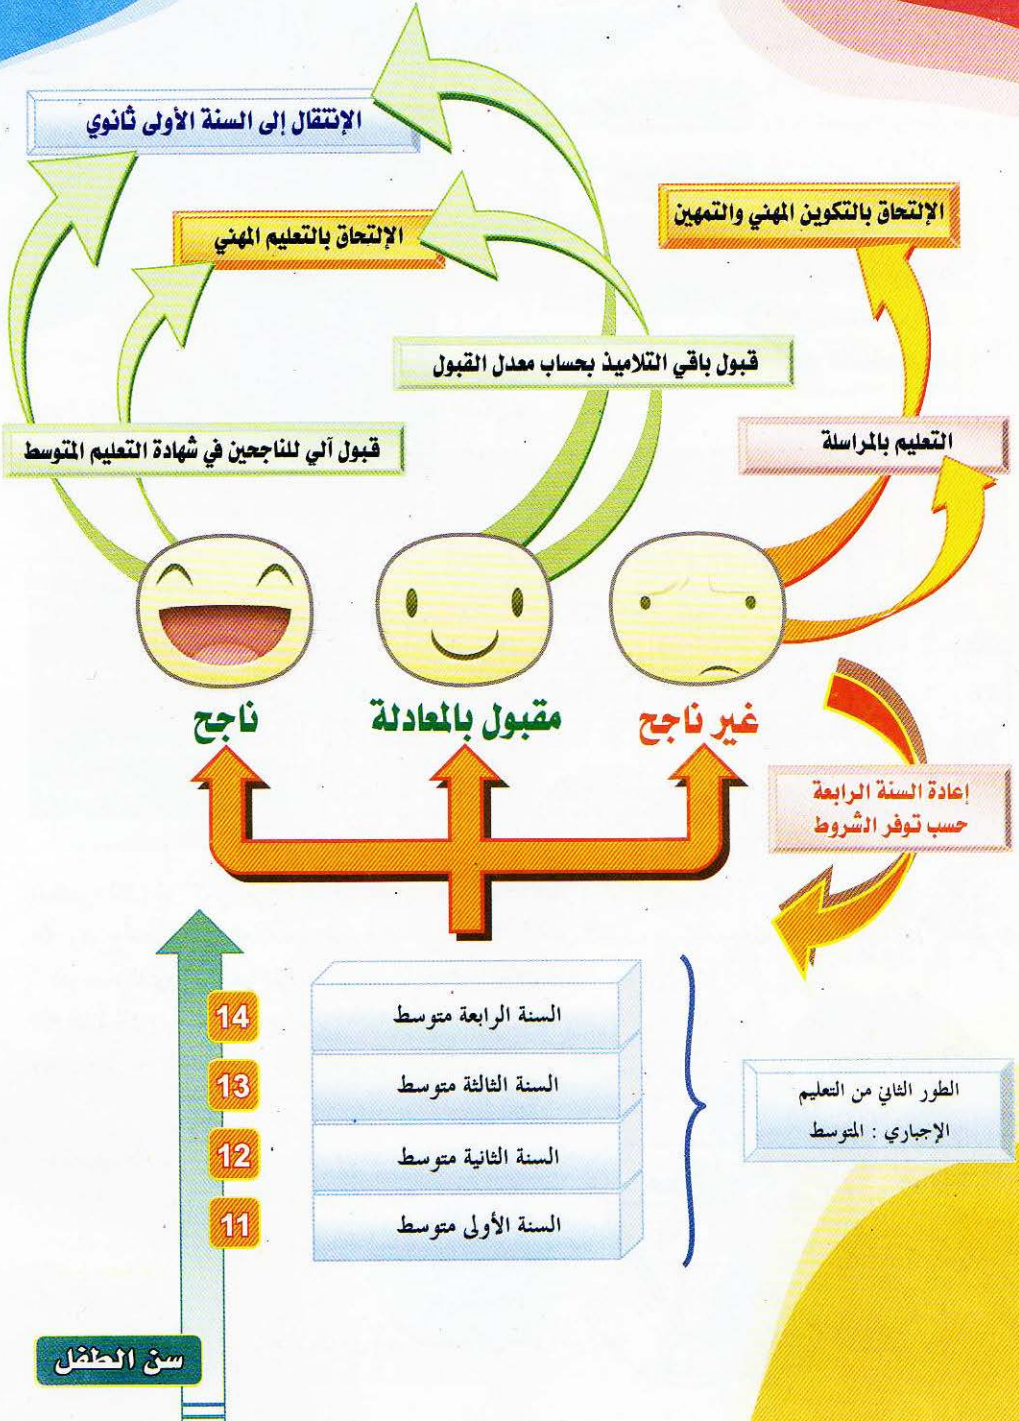 الإنتقال إلى السنة الأولى ثانوي
الإلتحاق بالتكوين المهني والتمهين
الإلتحاق بالتعليم المهني
قبول باقي التلاميذ بحساب معدل القبول
التعليم بالمراسلة
قبول آلي للناجحين في شهادة التعليم المتوسط
غير ناجح
مقبول بالمعادلة
ناجح
إعادة السنة الرابعة
حسب توفر الشروط
السنة الرابعة متوسط
14
السنة الثالثة متوسط
13
السنة الثانية متوسط
12
السنة الأولى متوسط
11
الطور الثاني من التعليم
الإجباري : المتوسط
سن الطفل